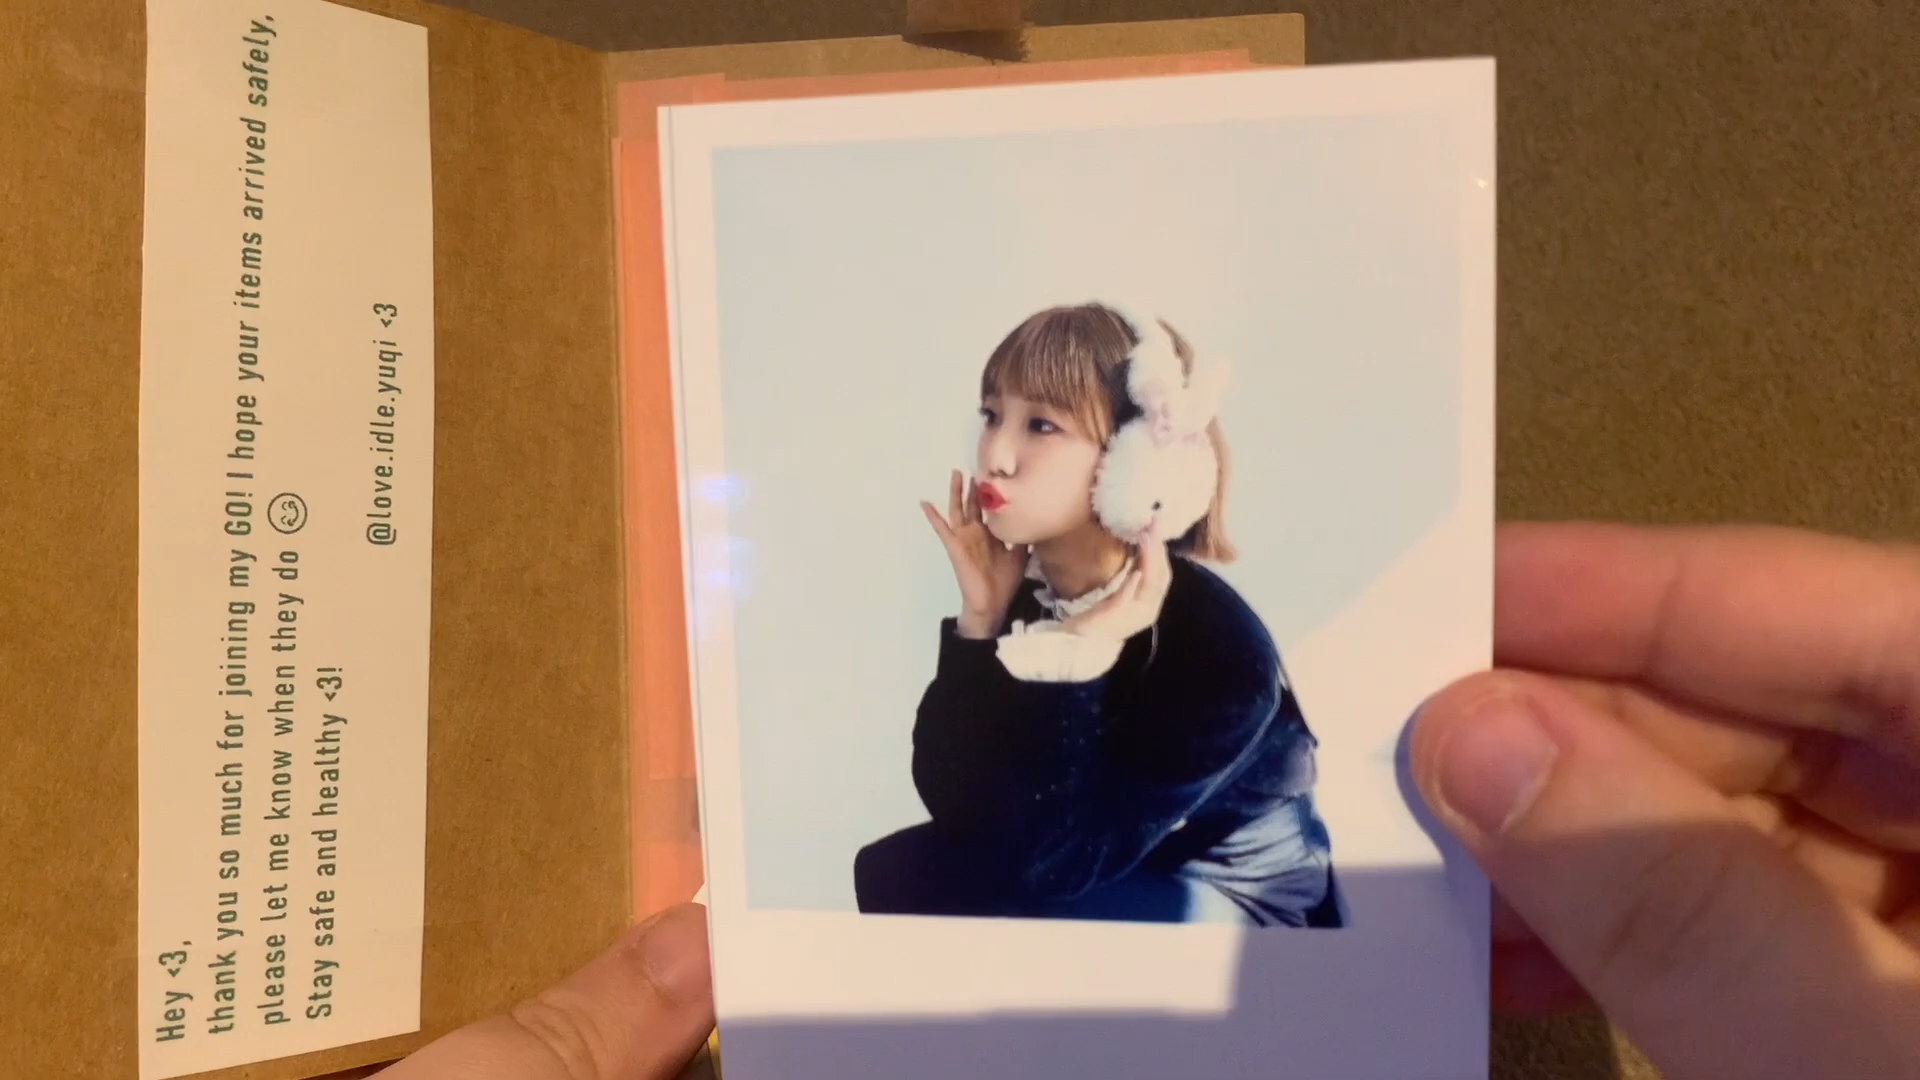 Hey <3,
thank you so much for joining my GO! I hope your items arrived safely,
please let me know when they do 😊
Stay safe and healthy <3!
@love.idle.yuqi <3